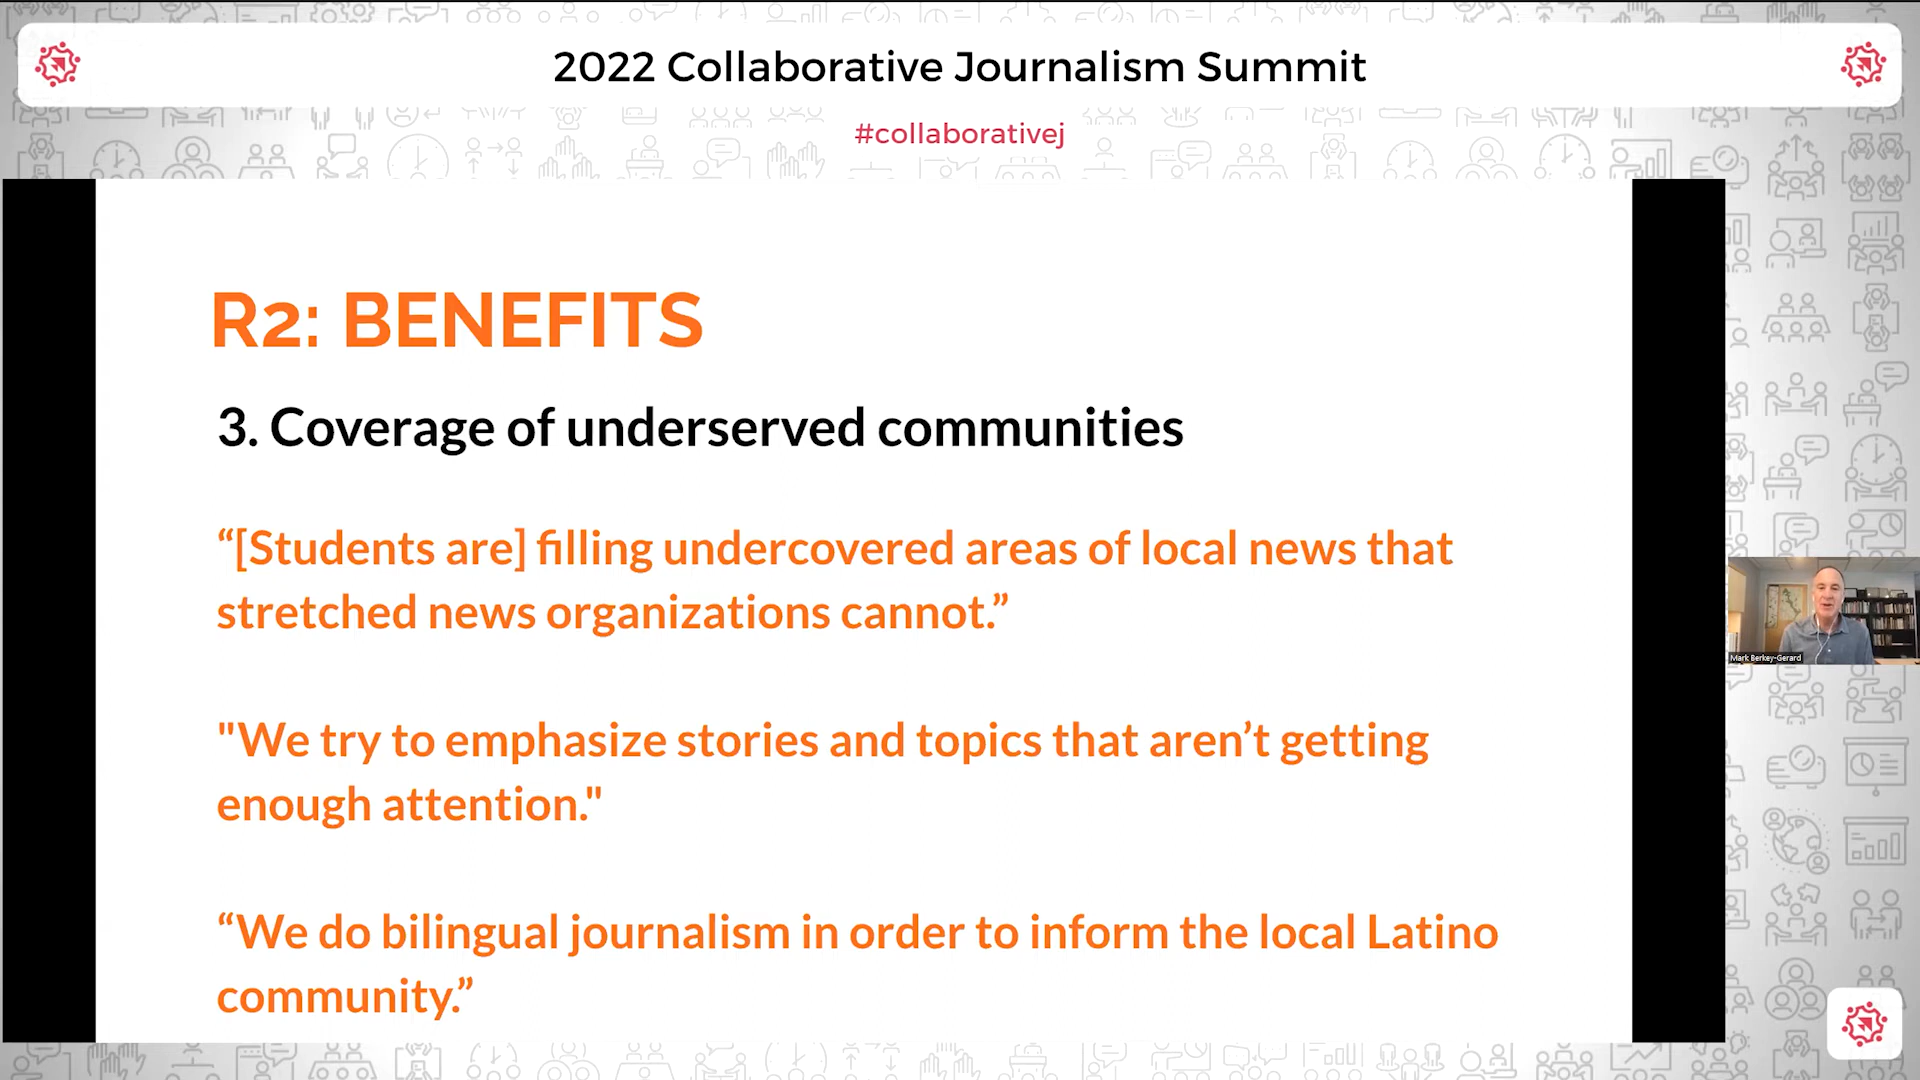 2022 Collaborative Journalism Summit
#collaborativej
R2: BENEFITS
3. Coverage of underserved communities
“[Students are] filling undercovered areas of local news that
stretched news organizations cannot.”
"We try to emphasize stories and topics that aren’t getting
enough attention."
“We do bilingual journalism in order to inform the local Latino
community.”
Mark Berkey-Gerard